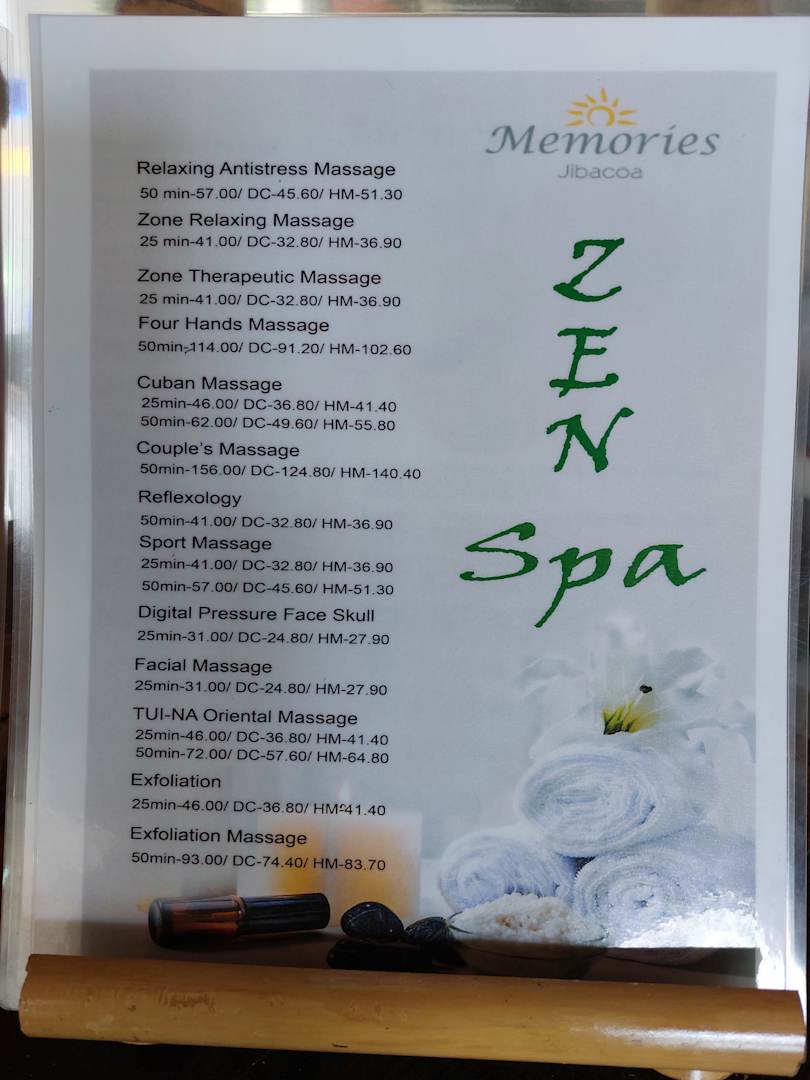 Memories
Jibacoa
Relaxing Antistress Massage
50 min-57.00/ DC-45.60/ HM-51.30
Zone Relaxing Massage
25 min-41.00/ DC-32.80/ HM-36.90
Zone Therapeutic Massage
25 min-41.00/ DC-32.80/ HM-36.90
Four Hands Massage
50min-114.00/ DC-91.20/ HM-102.60
Cuban Massage
25min-46.00/ DC-36.80/ HM-41.40
50min-62.00/ DC-49.60/ HM-55.80
Couple's Massage
50min-156.00/ DC-124.80/ HM-140.40
Reflexology
50min-41.00/ DC-32.80/ HM-36.90
Sport Massage
25min-41.00/ DC-32.80/ HM-36.90
50min-57.00/ DC-45.60/ HM-51.30
Digital Pressure Face Skull
25min-31.00/ DC-24.80/ HM-27.90
Facial Massage
25min-31.00/ DC-24.80/ HM-27.90
TUI-NA Oriental Massage
25min-46.00/ DC-36.80/ HM-41.40
50min-72.00/ DC-57.60/ HM-64.80
Exfoliation
25min-46.00/ DC-36.80/ HM-41.40
Exfoliation Massage
50min-93.00/ DC-74.40/ HM-83.70
Z
E
N
Spa